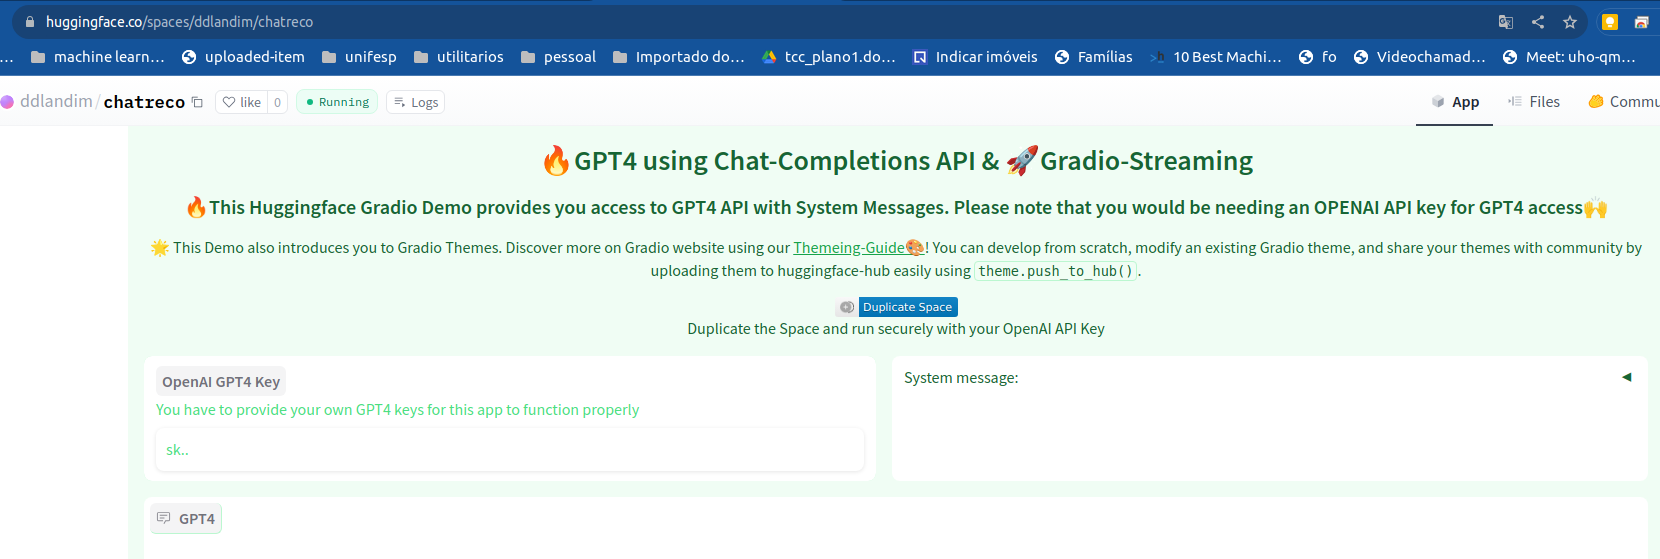 huggingface.co/spaces/ddlandim/chatreco
... machine learn... uploaded-item unifesp utilitarios pessoal Importado do... tcc_plano1.do... Indicar imóveis Famílias 10 Best Machi... fo Videochamad... Meet: uho-qm...
ddlandim/chatreco like 0 Running Logs App Files Commu
🔥GPT4 using Chat-Completions API & 🚀Gradio-Streaming
🔥This Huggingface Gradio Demo provides you access to GPT4 API with System Messages. Please note that you would be needing an OPENAI API key for GPT4 access🙌
🌟 This Demo also introduces you to Gradio Themes. Discover more on Gradio website using our Themeing-Guide🎨! You can develop from scratch, modify an existing Gradio theme, and share your themes with community by
uploading them to huggingface-hub easily using theme.push_to_hub().
Duplicate Space
Duplicate the Space and run securely with your OpenAI API Key
OpenAI GPT4 Key
You have to provide your own GPT4 keys for this app to function properly
sk..
System message:
GPT4